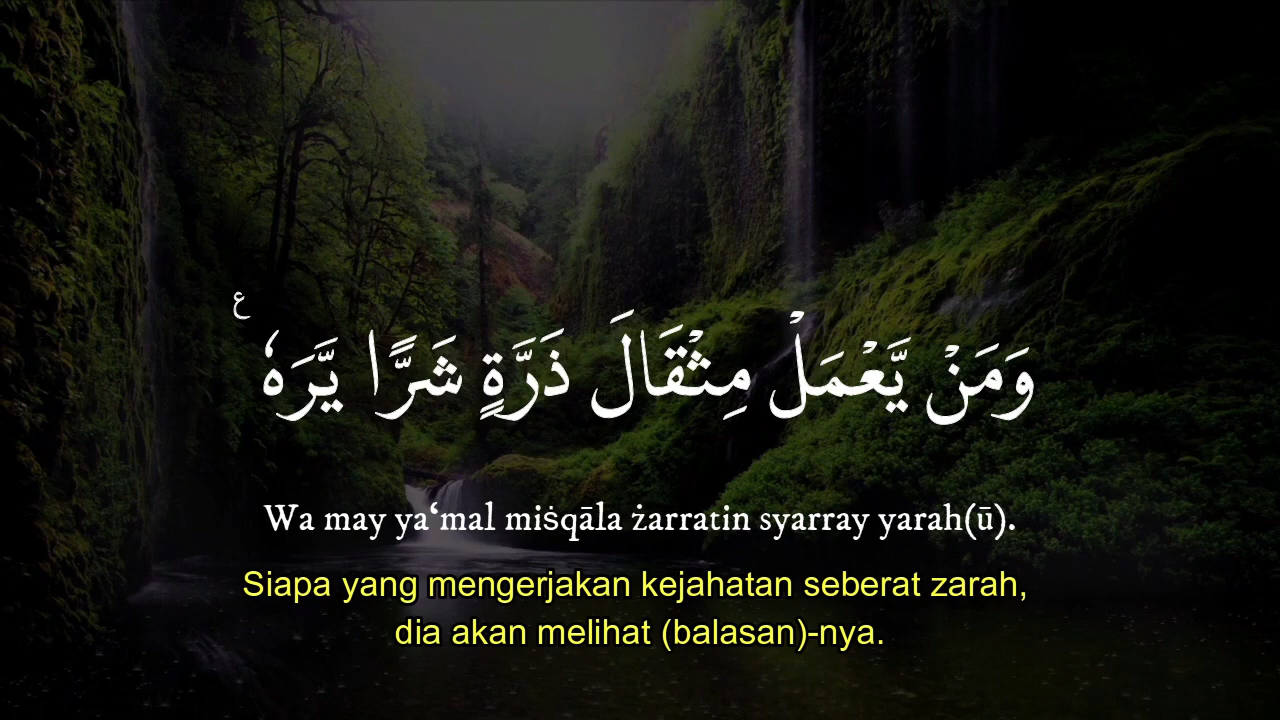 وَمَنْ يَّعْمَلْ مِثْقَالَ ذَرَّةٍ شَرًّا يَّرَهٗ ࣖ
Wa may ya‘mal miṡqāla żarratin syarray yarah(ū).
Siapa yang mengerjakan kejahatan seberat zarah,
dia akan melihat (balasan)-nya.